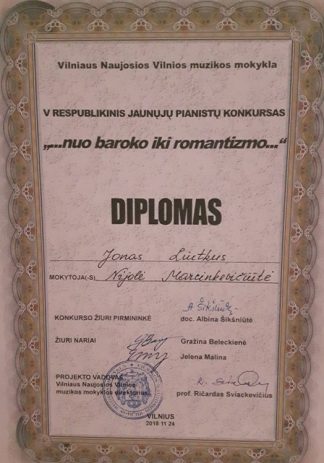 Vilniaus Naujosios Vilnios muzikos mokykla
V RESPUBLIKINIS JAUNŲJŲ PIANISTŲ KONKURSAS
„...nuo baroko iki romantizmo...“
DIPLOMAS
Jonas Liutkus
MOKYTOJA(-S) Nijolė Marcinkevičiūtė
KONKURSO ŽIURI PIRMININKĖ
doc. Albina Šikšniūtė
ŽIURI NARIAI
Gražina Beleckienė
Jelena Malina
PROJEKTO VADOVAS
Vilniaus Naujosios Vilnios
muzikos mokyklos direktorius
prof. Ričardas Sviackevičius
VILNIUS
2018 11 24